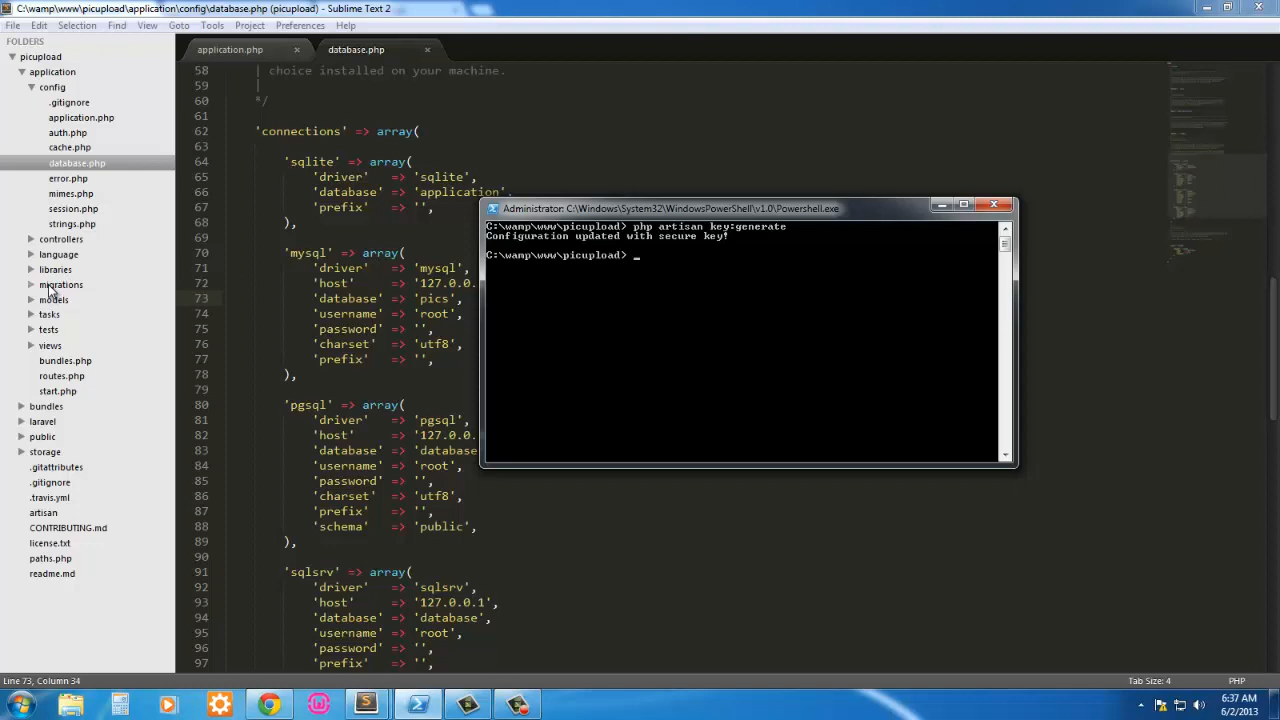 C:\wamp\www\picupload\application\config\database.php (picupload) - Sublime Text 2
File Edit Selection Find View Goto Tools Project Preferences Help
FOLDERS
picupload
application
config
.gitignore
application.php
auth.php
cache.php
database.php
error.php
mimes.php
session.php
strings.php
controllers
language
libraries
migrations
models
tasks
tests
views
bundles.php
routes.php
start.php
bundles
laravel
public
storage
.gitattributes
.gitignore
.travis.yml
artisan
CONTRIBUTING.md
license.txt
paths.php
readme.md
application.php × database.php ×
58 | choice installed on your machine.
59 |
60 */
61
62 'connections' => array(
63
64 'sqlite' => array(
65 'driver' => 'sqlite',
66 'database' => 'application',
67 'prefix' => '',
68 ),
69
70 'mysql' => array(
71 'driver' => 'mysql',
72 'host' => '127.0.0.
73 'database' => 'pics',
74 'username' => 'root',
75 'password' => '',
76 'charset' => 'utf8',
77 'prefix' => '',
78 ),
79
80 'pgsql' => array(
81 'driver' => 'pgsql',
82 'host' => '127.0.0.
83 'database' => 'database
84 'username' => 'root',
85 'password' => '',
86 'charset' => 'utf8',
87 'prefix' => '',
88 'schema' => 'public',
89 ),
90
91 'sqlsrv' => array(
92 'driver' => 'sqlsrv',
93 'host' => '127.0.0.1',
94 'database' => 'database',
95 'username' => 'root',
96 'password' => '',
97 'prefix' => '',
Administrator: C:\Windows\System32\WindowsPowerShell\v1.0\Powershell.exe
C:\wamp\www\picupload> php artisan key:generate
Configuration updated with secure key!
C:\wamp\www\picupload> _
Line 73, Column 34 Tab Size: 4 PHP
6:37 AM
6/2/2013